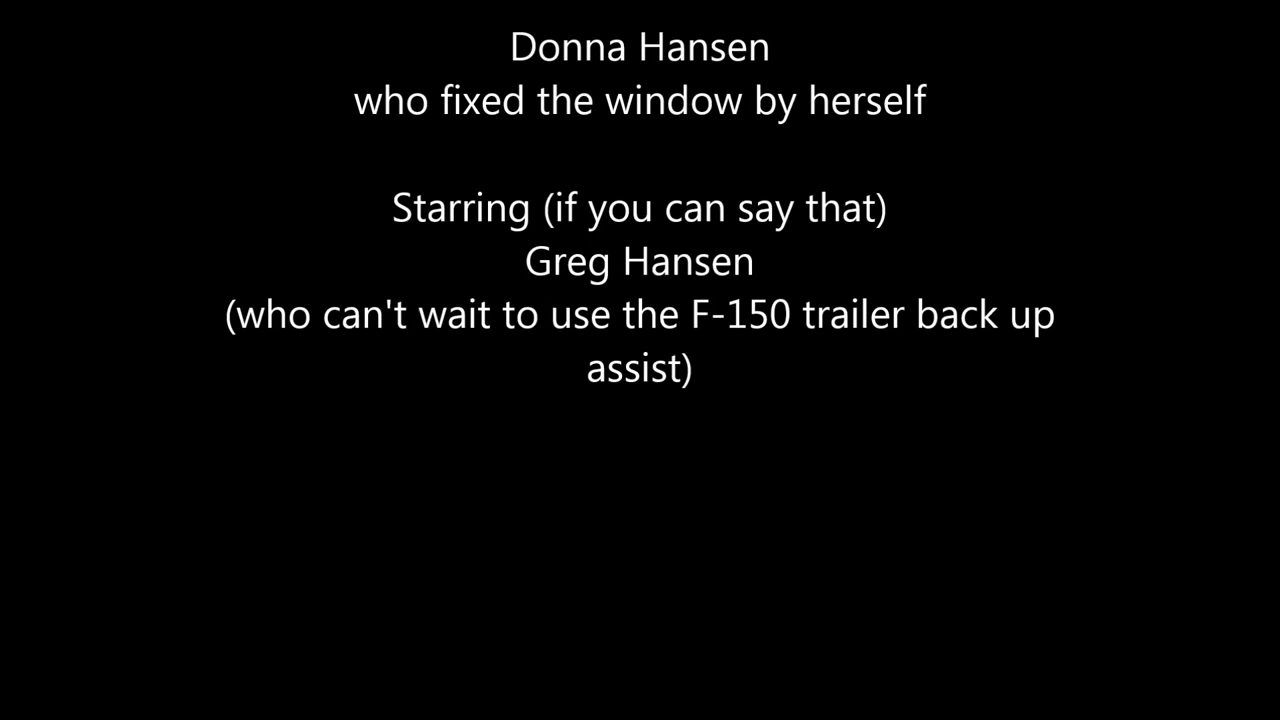 Donna Hansen
who fixed the window by herself
Starring (if you can say that)
Greg Hansen
(who can't wait to use the F-150 trailer back up
assist)